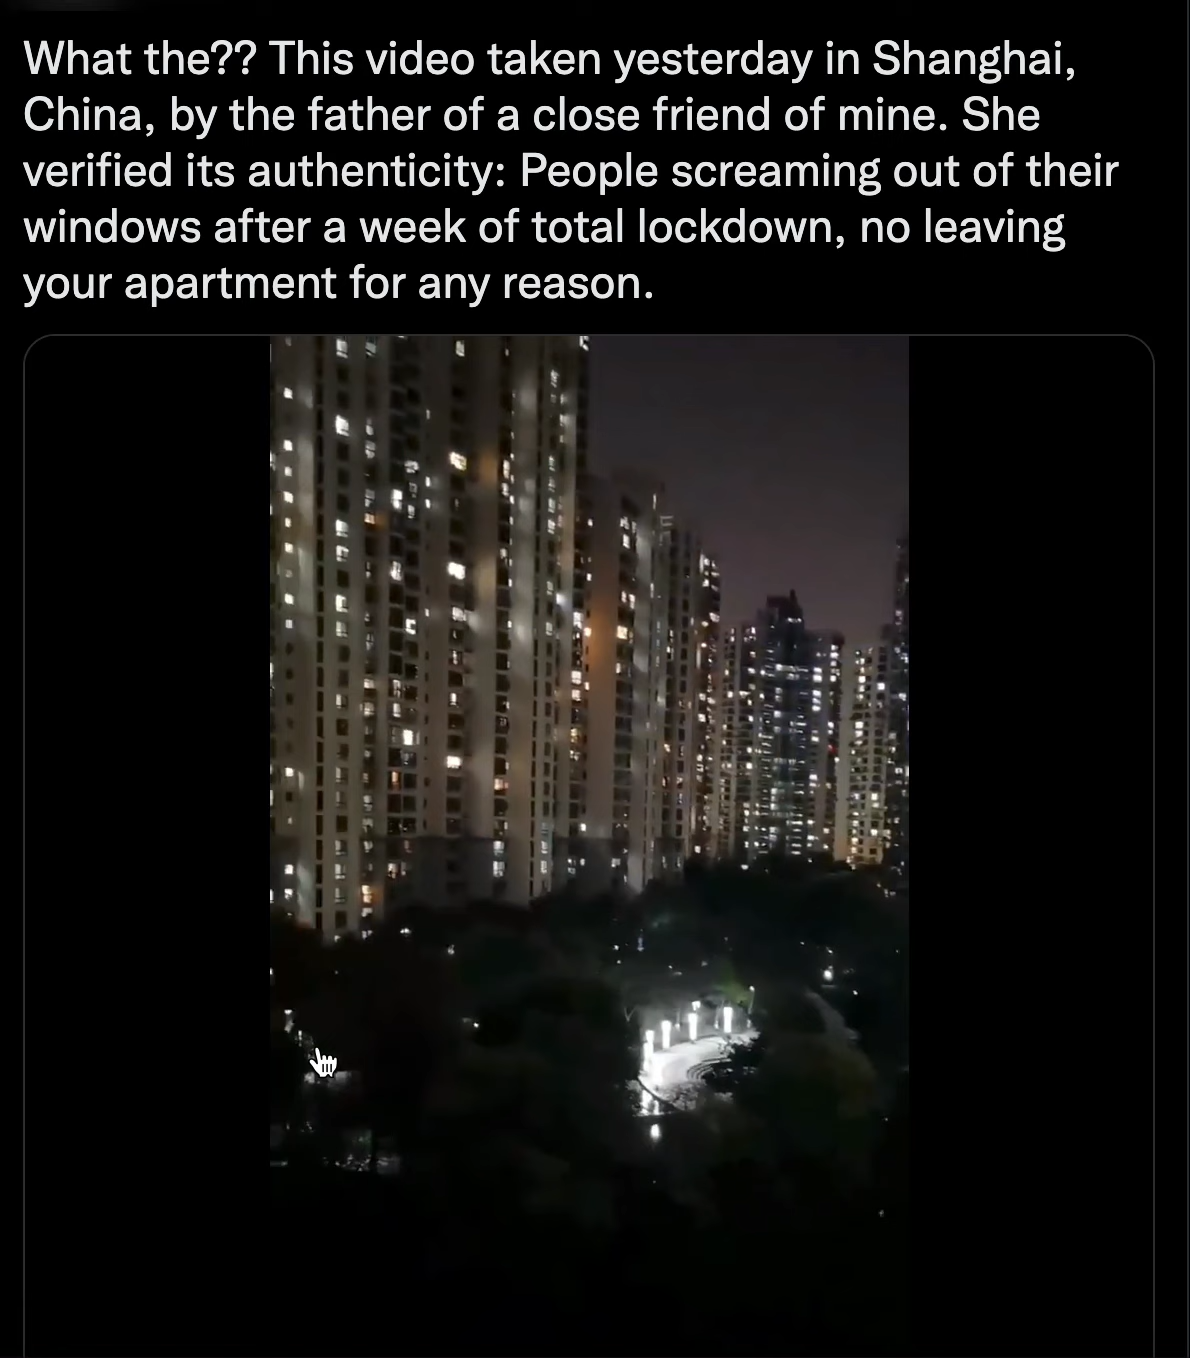 What the?? This video taken yesterday in Shanghai,
China, by the father of a close friend of mine. She
verified its authenticity: People screaming out of their
windows after a week of total lockdown, no leaving
your apartment for any reason.